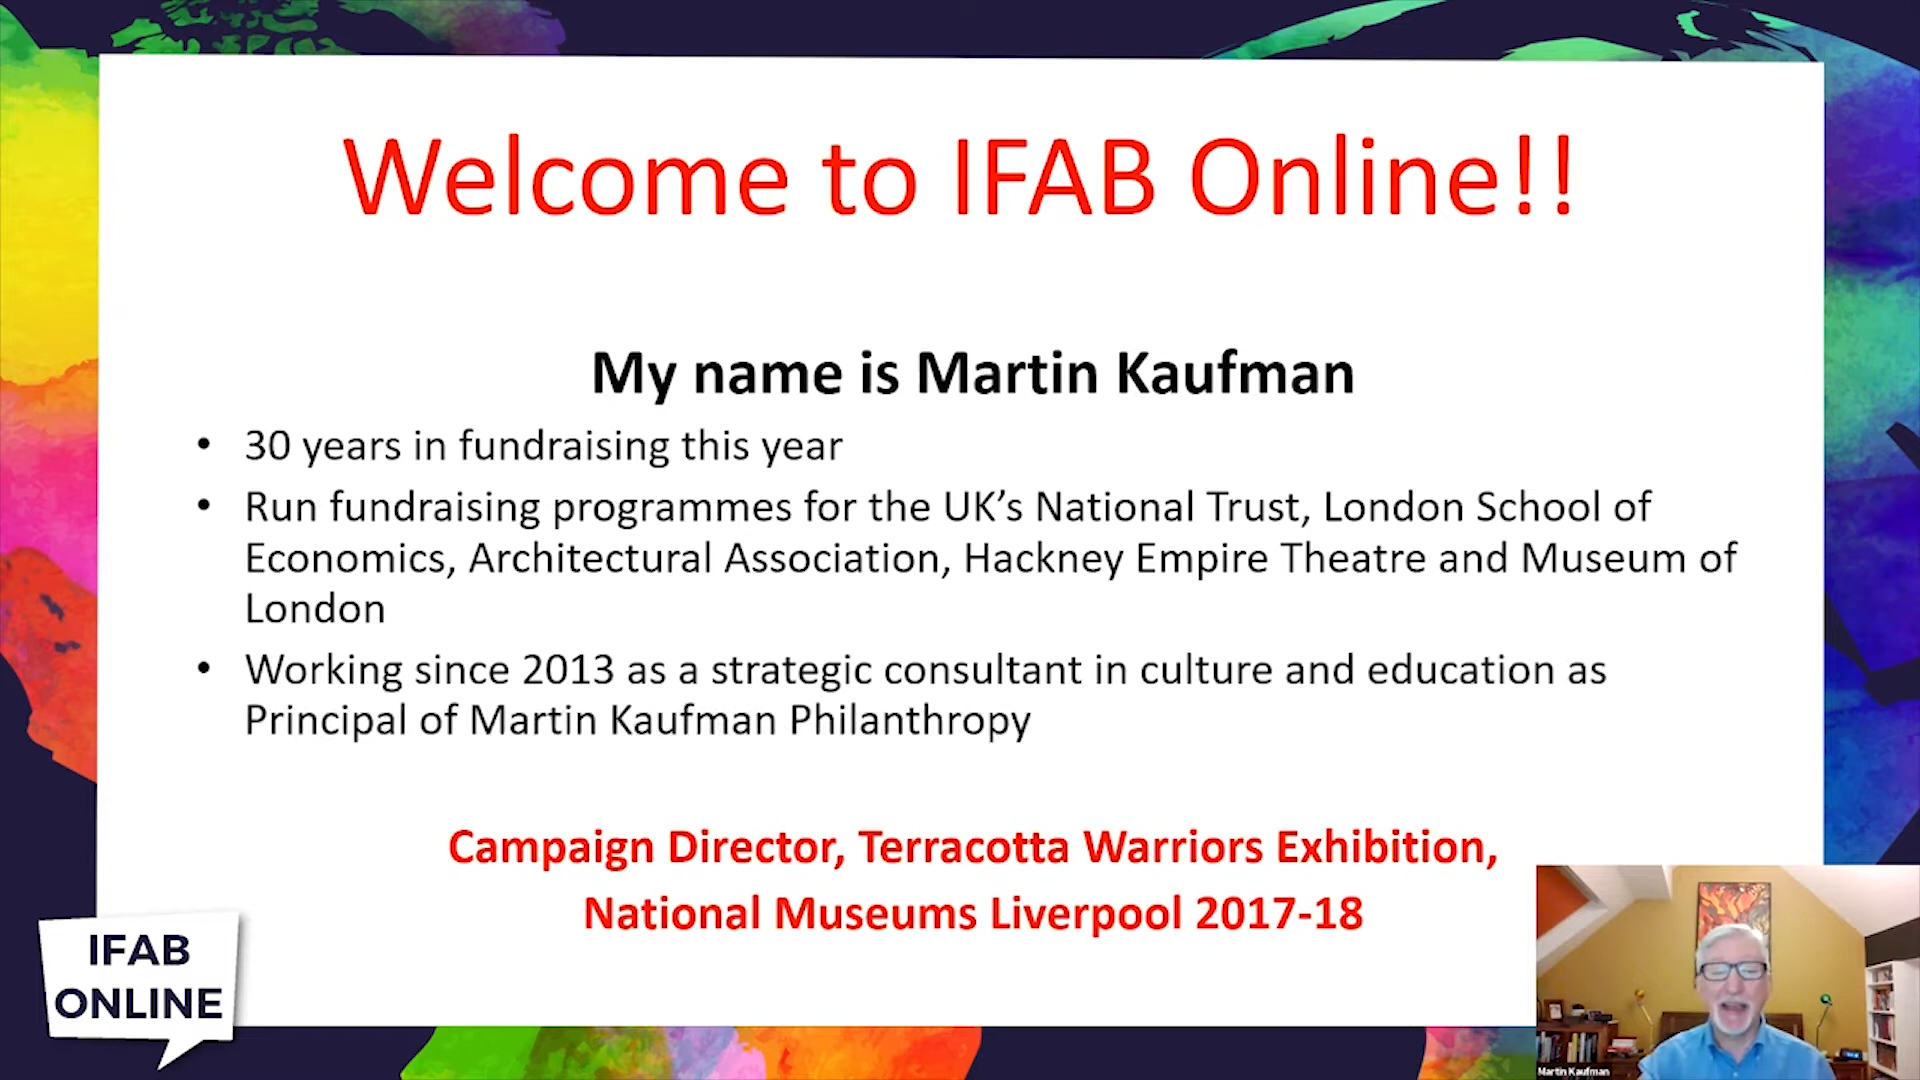 Welcome to IFAB Online!!
My name is Martin Kaufman
• 30 years in fundraising this year
• Run fundraising programmes for the UK’s National Trust, London School of
Economics, Architectural Association, Hackney Empire Theatre and Museum of
London
• Working since 2013 as a strategic consultant in culture and education as
Principal of Martin Kaufman Philanthropy
Campaign Director, Terracotta Warriors Exhibition,
National Museums Liverpool 2017-18
IFAB
ONLINE
Martin Kaufman